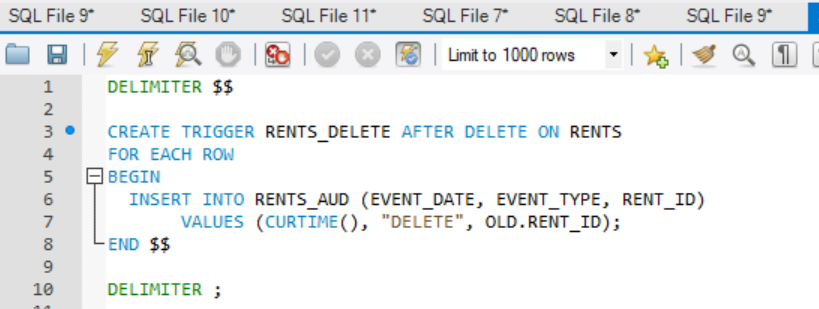 SQL File 9* SQL File 10* SQL File 11* SQL File 7* SQL File 8* SQL File 9*
Limit to 1000 rows
1 DELIMITER $$
2
3 CREATE TRIGGER RENTS_DELETE AFTER DELETE ON RENTS
4 FOR EACH ROW
5 BEGIN
6 INSERT INTO RENTS_AUD (EVENT_DATE, EVENT_TYPE, RENT_ID)
7 VALUES (CURTIME(), "DELETE", OLD.RENT_ID);
8 END $$
9
10 DELIMITER ;